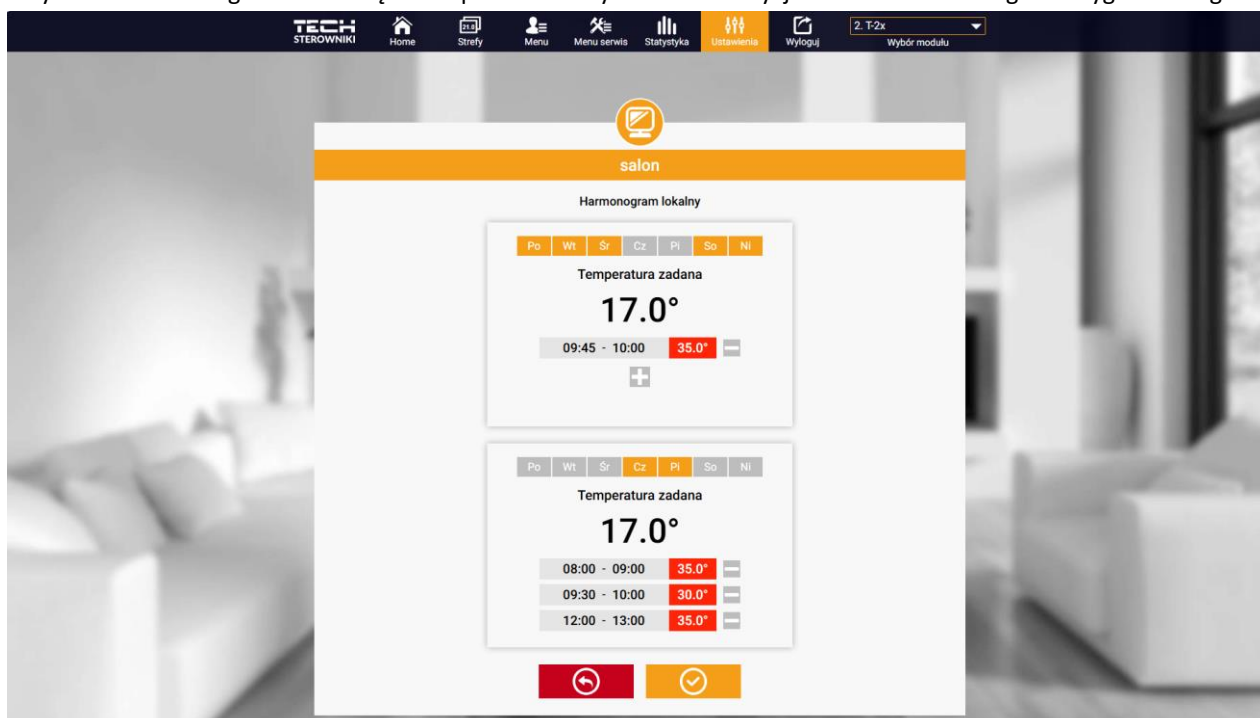 TECH
STEROWNIKI
21.0
Home Strefy Menu Menu serwis Statystyka Ustawienia Wyloguj
2. T-2x
Wybór modułu
salon
Harmonogram lokalny
Po Wt Śr Cz Pi So Ni
Temperatura zadana
17.0°
09:45 - 10:00 35.0°
Po Wt Śr Cz Pi So Ni
Temperatura zadana
17.0°
08:00 - 09:00 35.0°
09:30 - 10:00 30.0°
12:00 - 13:00 35.0°